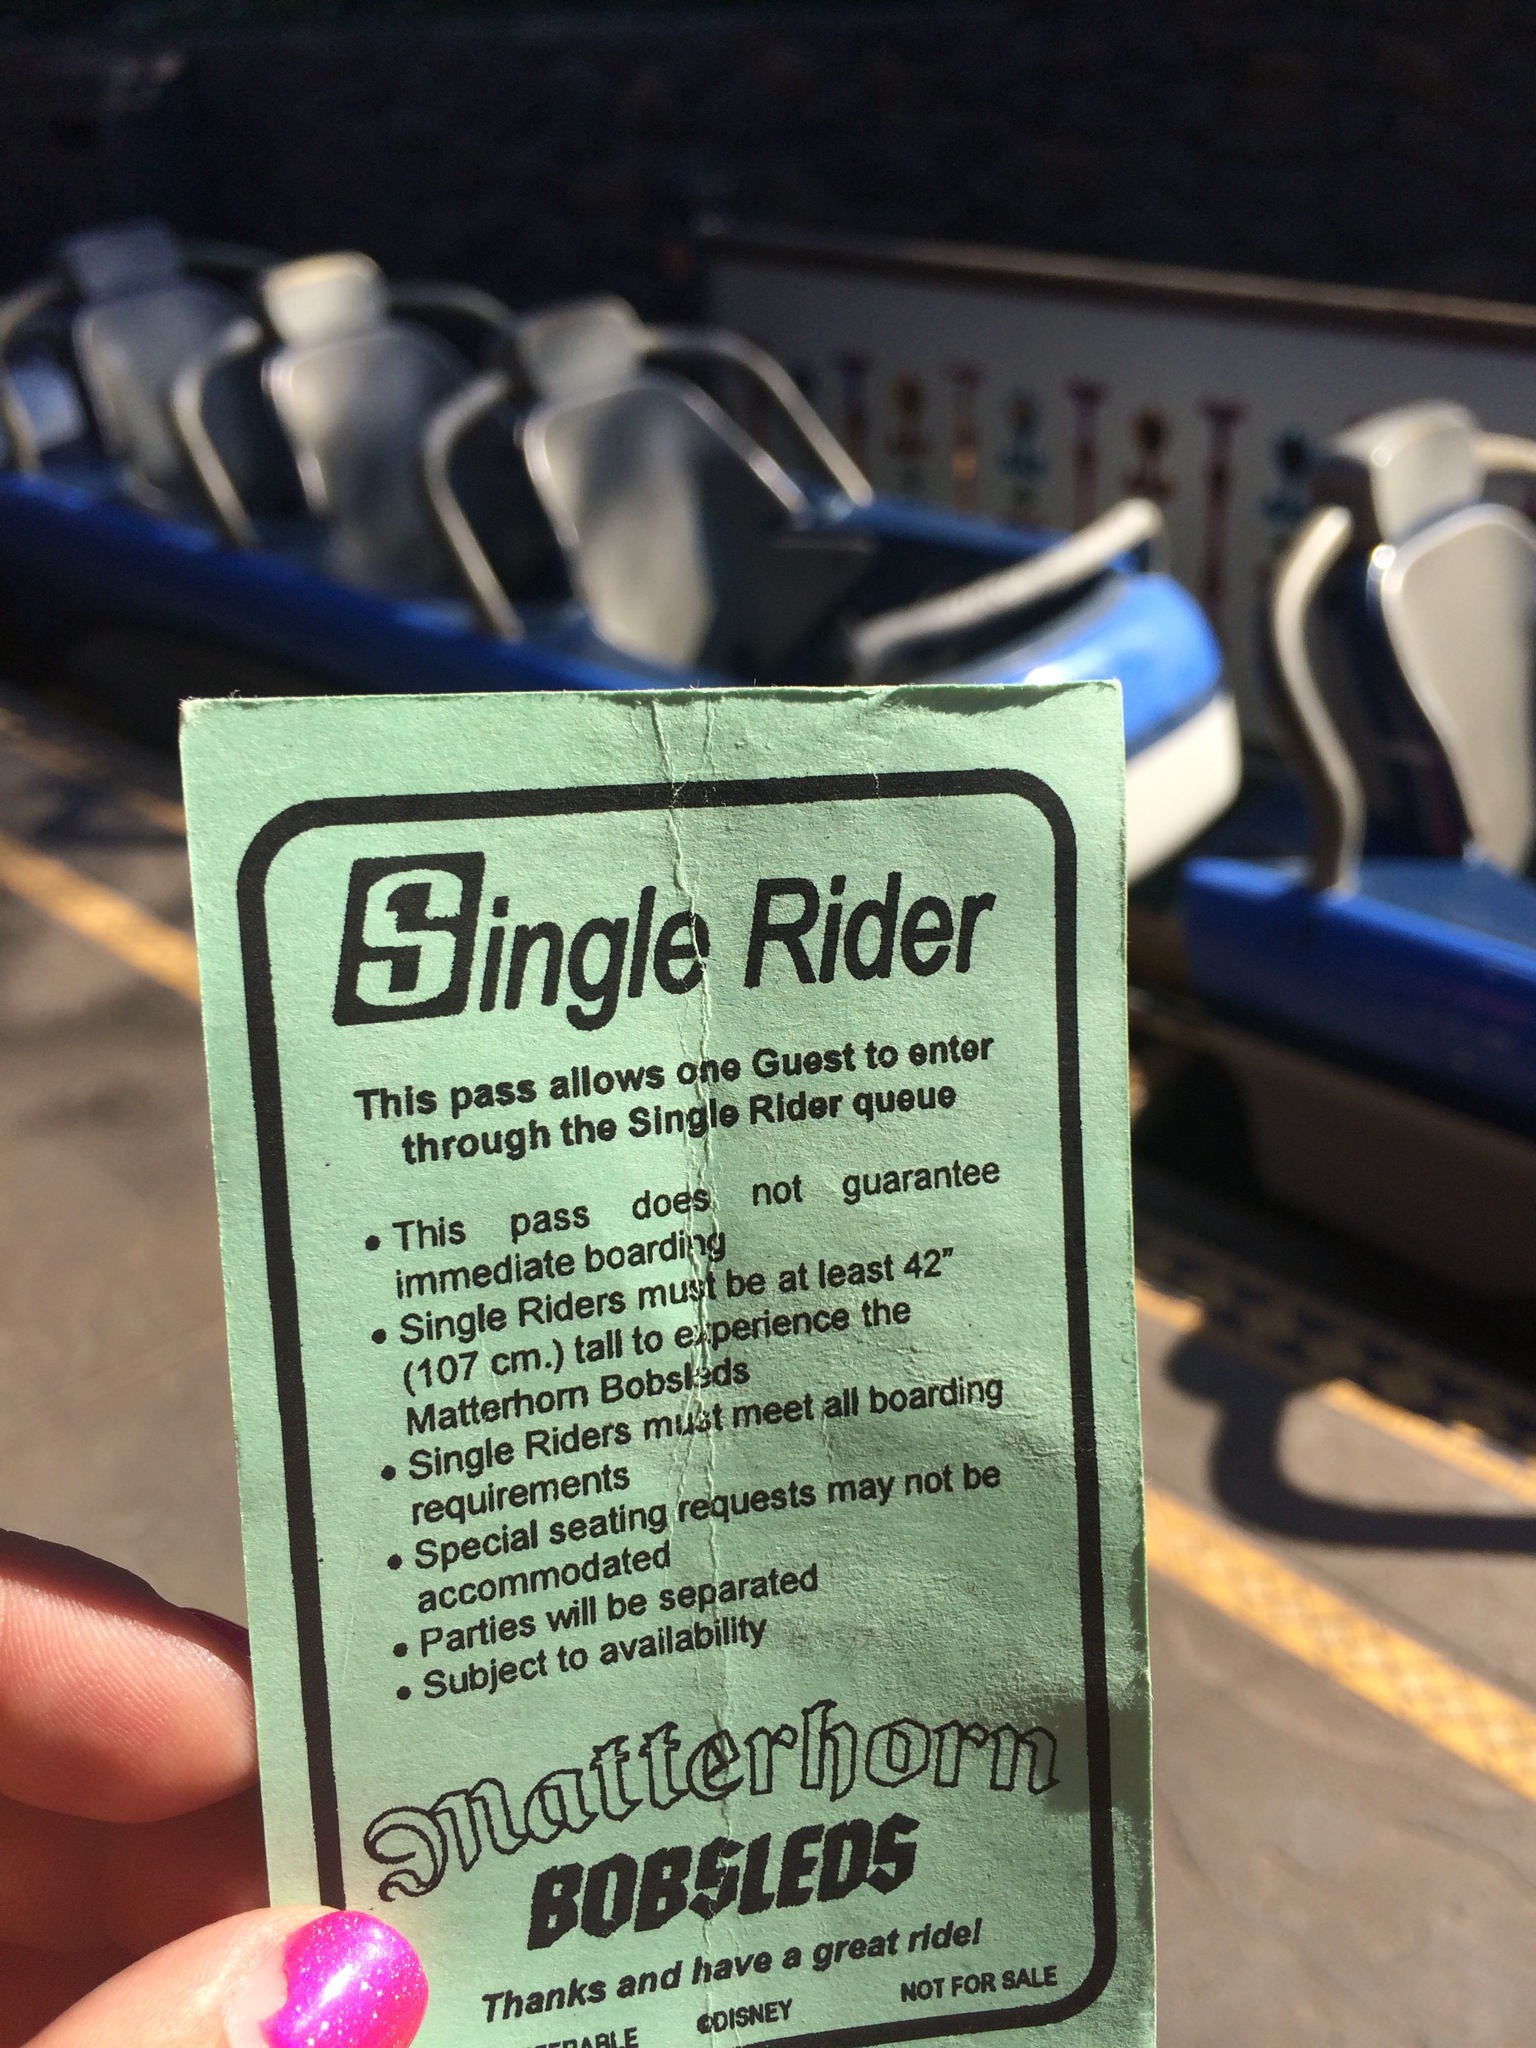 Single Rider
This pass allows one Guest to enter
through the Single Rider queue
• This pass does not guarantee
immediate boarding
• Single Riders must be at least 42"
(107 cm.) tall to experience the
Matterhorn Bobsleds
• Single Riders must meet all boarding
requirements
• Special seating requests may not be
accommodated
• Parties will be separated
• Subject to availability
Matterhorn
BOBSLEDS
Thanks and have a great ride!
©DISNEY NOT FOR SALE